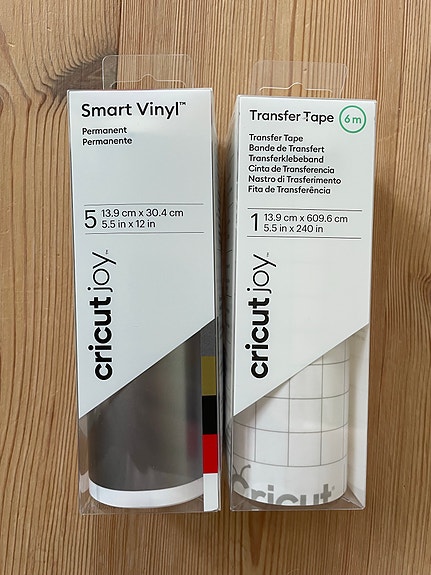 Smart Vinyl™
Permanent
Permanente
5
13.9 cm x 30.4 cm
5.5 in x 12 in
cricut joy™
Transfer Tape
6 m
Transfer Tape
Bande de Transfert
Transferklebeband
Cinta de Transferencia
Nastro di Trasferimento
Fita de Transferência
1
13.9 cm x 609.6 cm
5.5 in x 240 in
cricut joy™
cricut